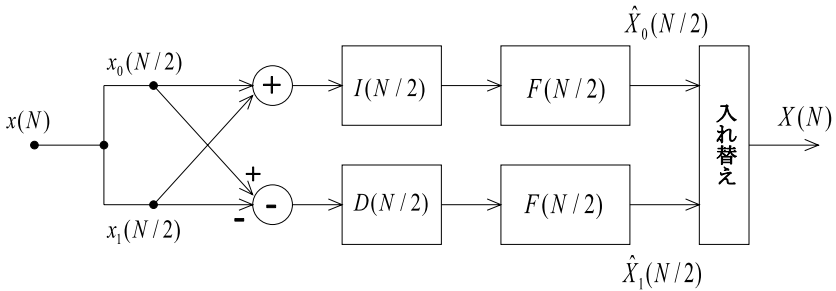 x(N)
x₀(N/2)
x₁(N/2)
+
+
-
-
I(N/2)
D(N/2)
F(N/2)
F(N/2)
X̂₀(N/2)
X̂₁(N/2)
入れ替え
X(N)